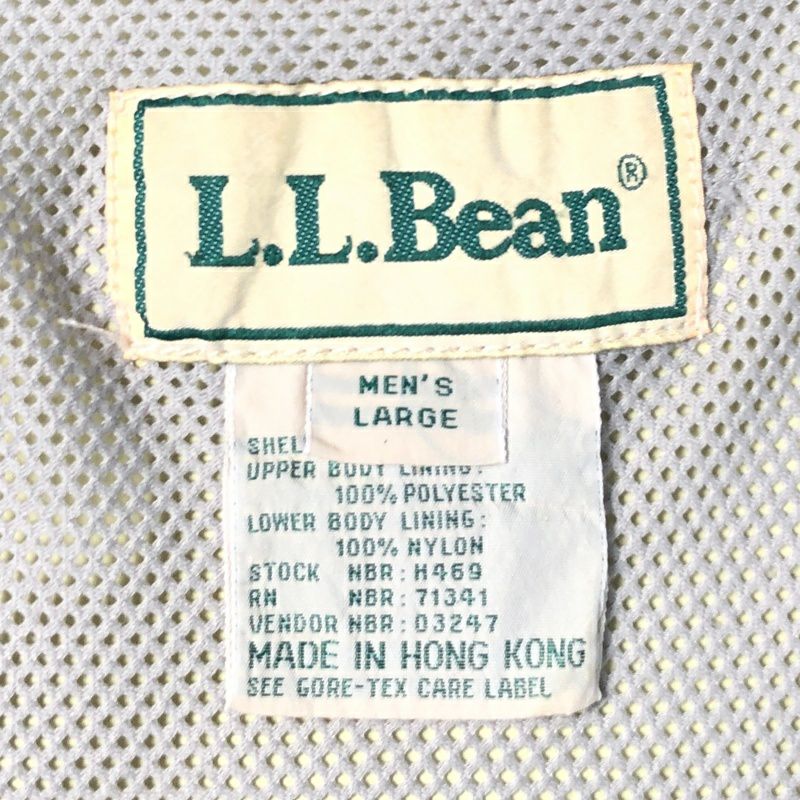 L.L.Bean®
MEN'S
LARGE
SHEL
UPPER BODY LINING:
100% POLYESTER
LOWER BODY LINING:
100% NYLON
STOCK NBR: H469
RN NBR: 71341
VENDOR NBR: 03247
MADE IN HONG KONG
SEE GORE-TEX CARE LABEL